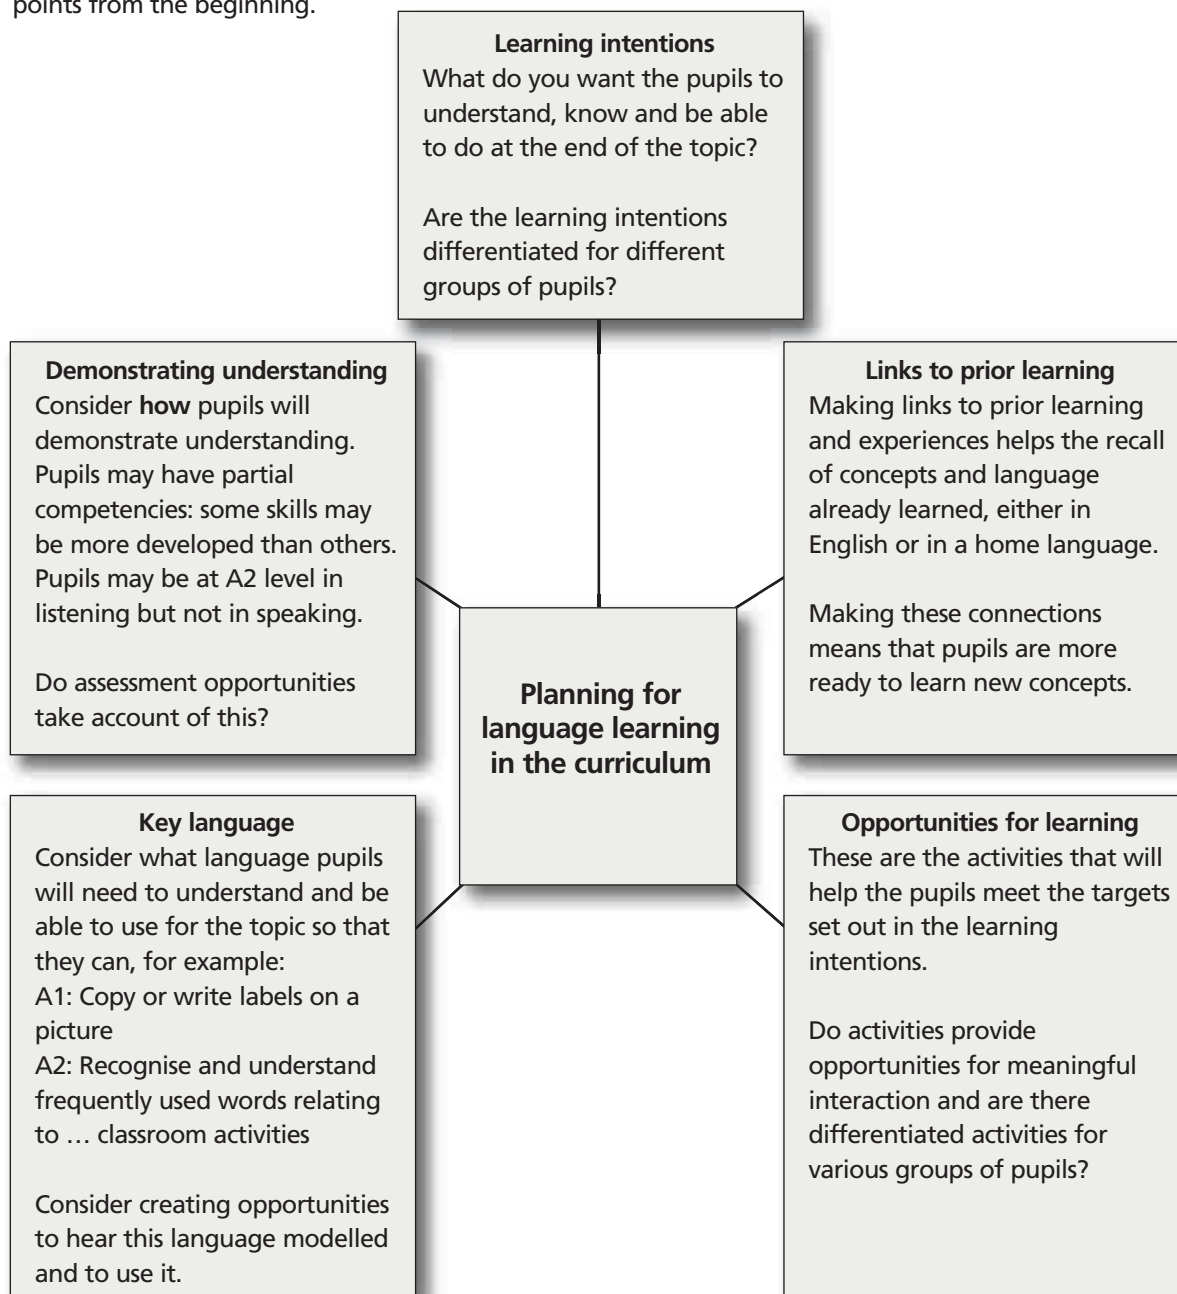 points from the beginning.
Learning intentions
What do you want the pupils to
understand, know and be able
to do at the end of the topic?
Are the learning intentions
differentiated for different
groups of pupils?
Demonstrating understanding
Consider how pupils will
demonstrate understanding.
Pupils may have partial
competencies: some skills may
be more developed than others.
Pupils may be at A2 level in
listening but not in speaking.
Do assessment opportunities
take account of this?
Links to prior learning
Making links to prior learning
and experiences helps the recall
of concepts and language
already learned, either in
English or in a home language.
Making these connections
means that pupils are more
ready to learn new concepts.
Planning for
language learning
in the curriculum
Key language
Consider what language pupils
will need to understand and be
able to use for the topic so that
they can, for example:
A1: Copy or write labels on a
picture
A2: Recognise and understand
frequently used words relating
to … classroom activities
Consider creating opportunities
to hear this language modelled
and to use it.
Opportunities for learning
These are the activities that will
help the pupils meet the targets
set out in the learning
intentions.
Do activities provide
opportunities for meaningful
interaction and are there
differentiated activities for
various groups of pupils?